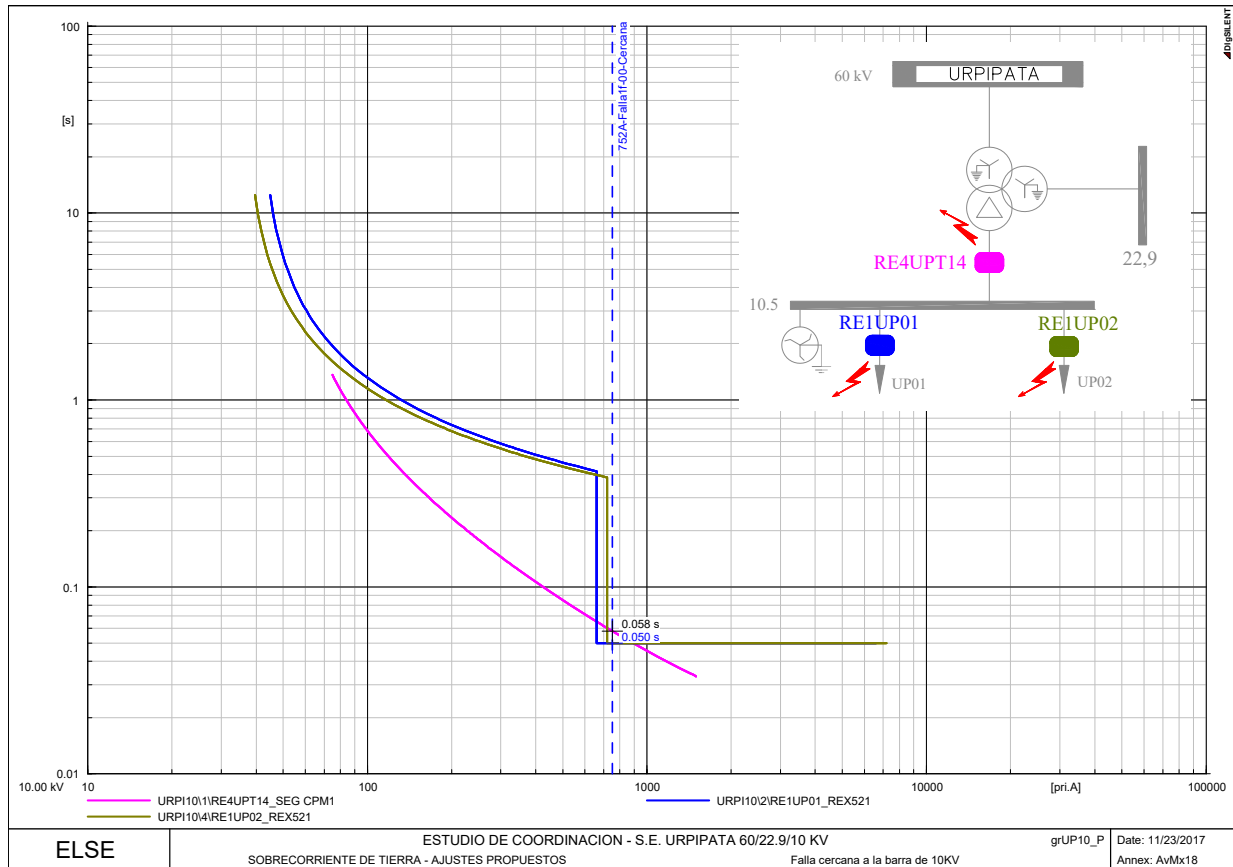 100
10
1
0.1
0.01
[s]
10.00 kV
10
100
1000
10000
[pri.A]
100000
752A-Falla1f-00-Cercana
0.058 s
0.050 s
DIgSILENT
60 kV
URPIPATA
22,9
RE4UPT14
10.5
RE1UP01
RE1UP02
UP01
UP02
URPI10\1\RE4UPT14_SEG CPM1
URPI10\2\RE1UP01_REX521
URPI10\4\RE1UP02_REX521
ELSE
ESTUDIO DE COORDINACION - S.E. URPIPATA 60/22.9/10 KV
SOBRECORRIENTE DE TIERRA - AJUSTES PROPUESTOS
Falla cercana a la barra de 10KV
grUP10_P
Date: 11/23/2017
Annex: AvMx18